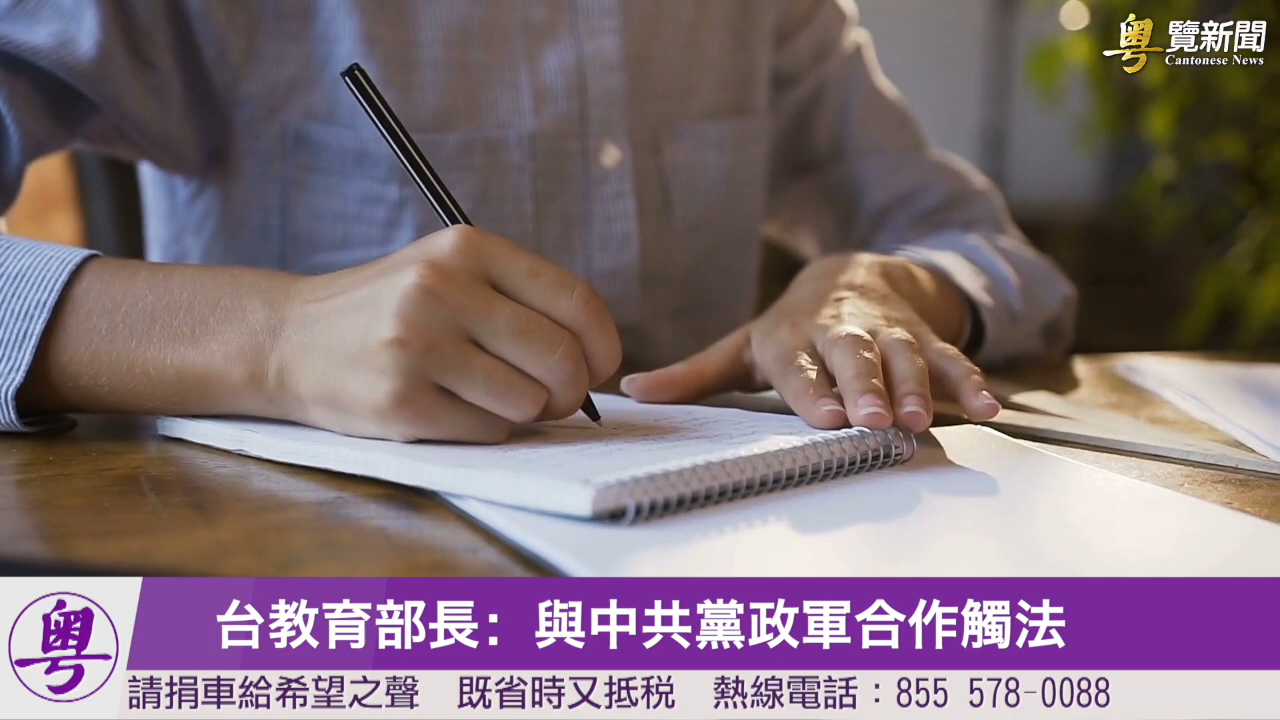 粵覽新聞
Cantonese News
台教育部長：與中共黨政軍合作觸法
粵
請捐車給希望之聲 既省時又抵税 熱線電話：855 578-0088